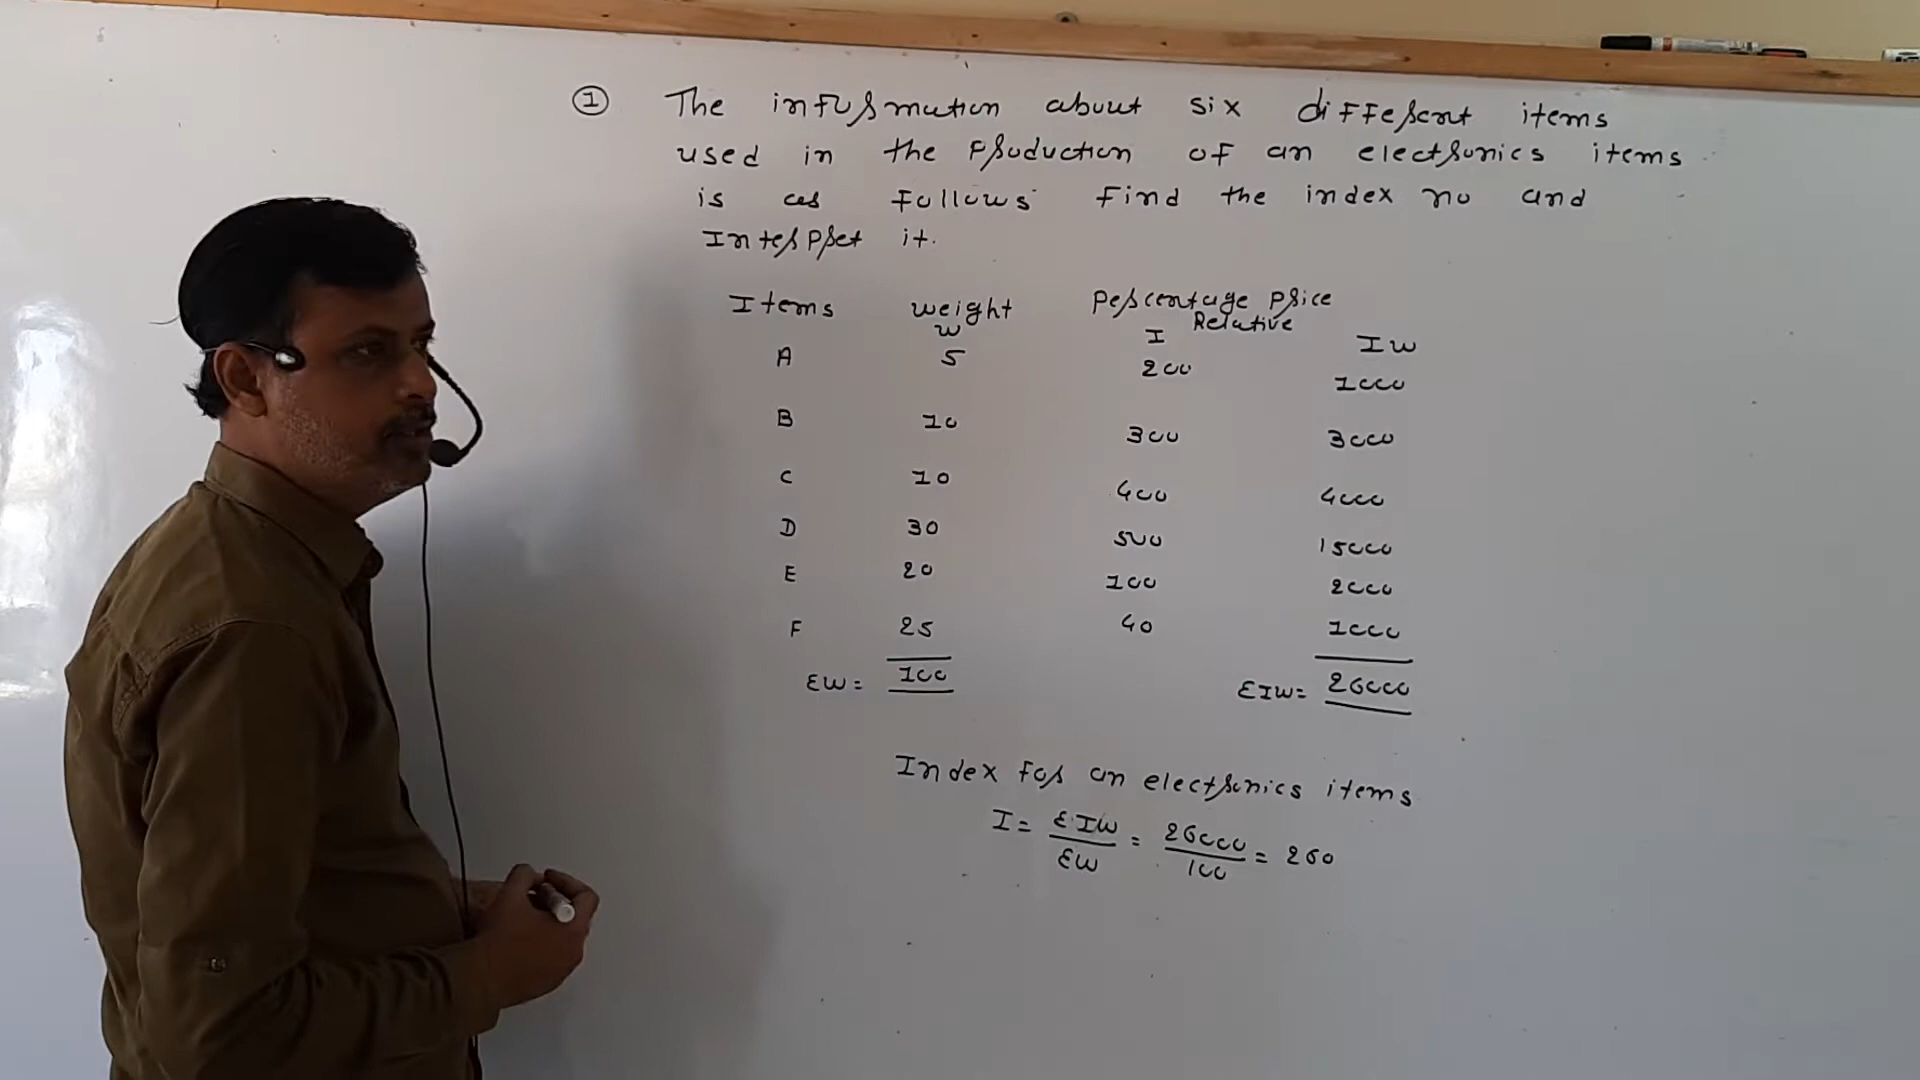 ① The information about six different items
used in the production of an electronics items
is as follows find the index no and
Interpret it.
Items weight Percentage Price
w I Relative Iw
A 5 200 1000
B 10 300 3000
C 10 400 4000
D 30 500 15000
E 20 100 2000
F 25 40 1000
Σw = 100 ΣIw = 26000
Index for an electronics items
I = ΣIw / Σw = 26000 / 100 = 260